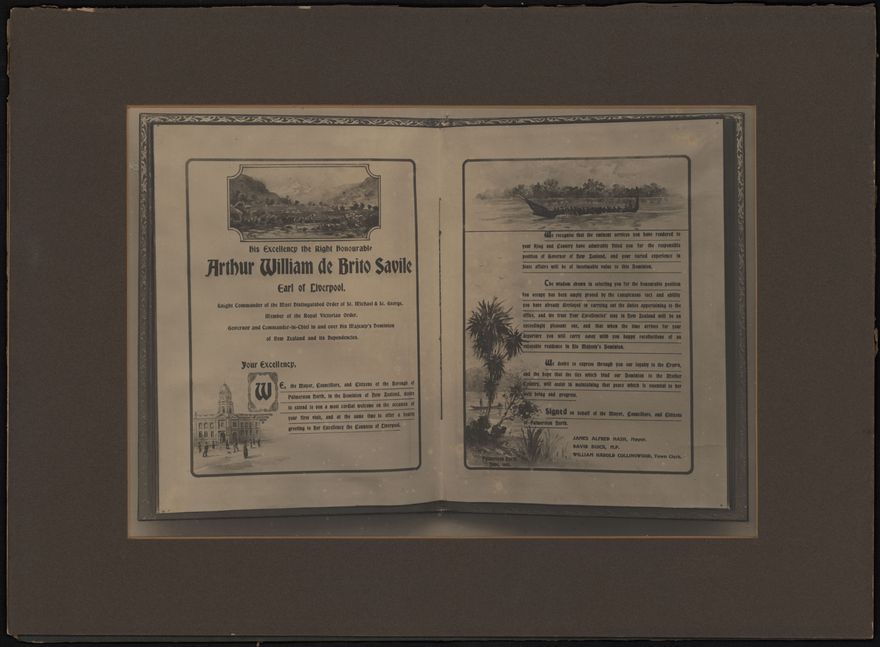 His Excellency the Right Honourable
Arthur William de Brito Savile
Earl of Liverpool,
Knight Commander of the Most Distinguished Order of St. Michael & St. George,
Member of the Royal Victorian Order,
Governor and Commander-in-Chief in and over His Majesty's Dominion
of New Zealand and its Dependencies.
Your Excellency,
WE, the Mayor, Councillors, and Citizens of the Borough of
Palmerston North, in the Dominion of New Zealand, desire
to extend to you a most cordial welcome on the occasion of
your first visit, and at the same time to offer a hearty
greeting to Her Excellency the Countess of Liverpool.
We recognise that the eminent services you have rendered to
your King and Country have admirably fitted you for the responsible
position of Governor of New Zealand, and your varied experience in
State affairs will be of inestimable value to this Dominion.
The wisdom shown in selecting you for the honourable position
you occupy has been amply proved by the conspicuous tact and ability
you have already displayed in carrying out the duties appertaining to the
office, and we trust Your Excellencies' stay in New Zealand will be an
exceedingly pleasant one, and that when the time arrives for your
departure you will carry away with you happy recollections of an
enjoyable residence in His Majesty's Dominion.
We desire to express through you our loyalty to the Crown,
and the hope that the ties which bind our Dominion to the Mother
Country, will assist in maintaining that peace which is essential to her
well being and progress.
Signed on behalf of the Mayor, Councillors, and Citizens
of Palmerston North.
JAMES ALFRED NASH, Mayor.
DAVID BUICK, M.P.
WILLIAM HAROLD COLLINGWOOD, Town Clerk.
Palmerston North